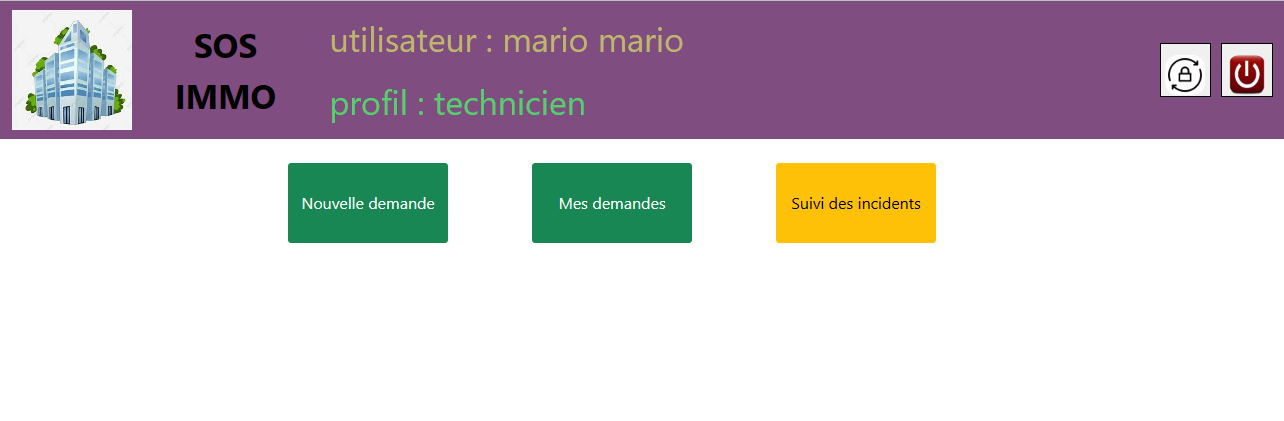 SOS
IMMO
utilisateur : mario mario
profil : technicien
Nouvelle demande
Mes demandes
Suivi des incidents